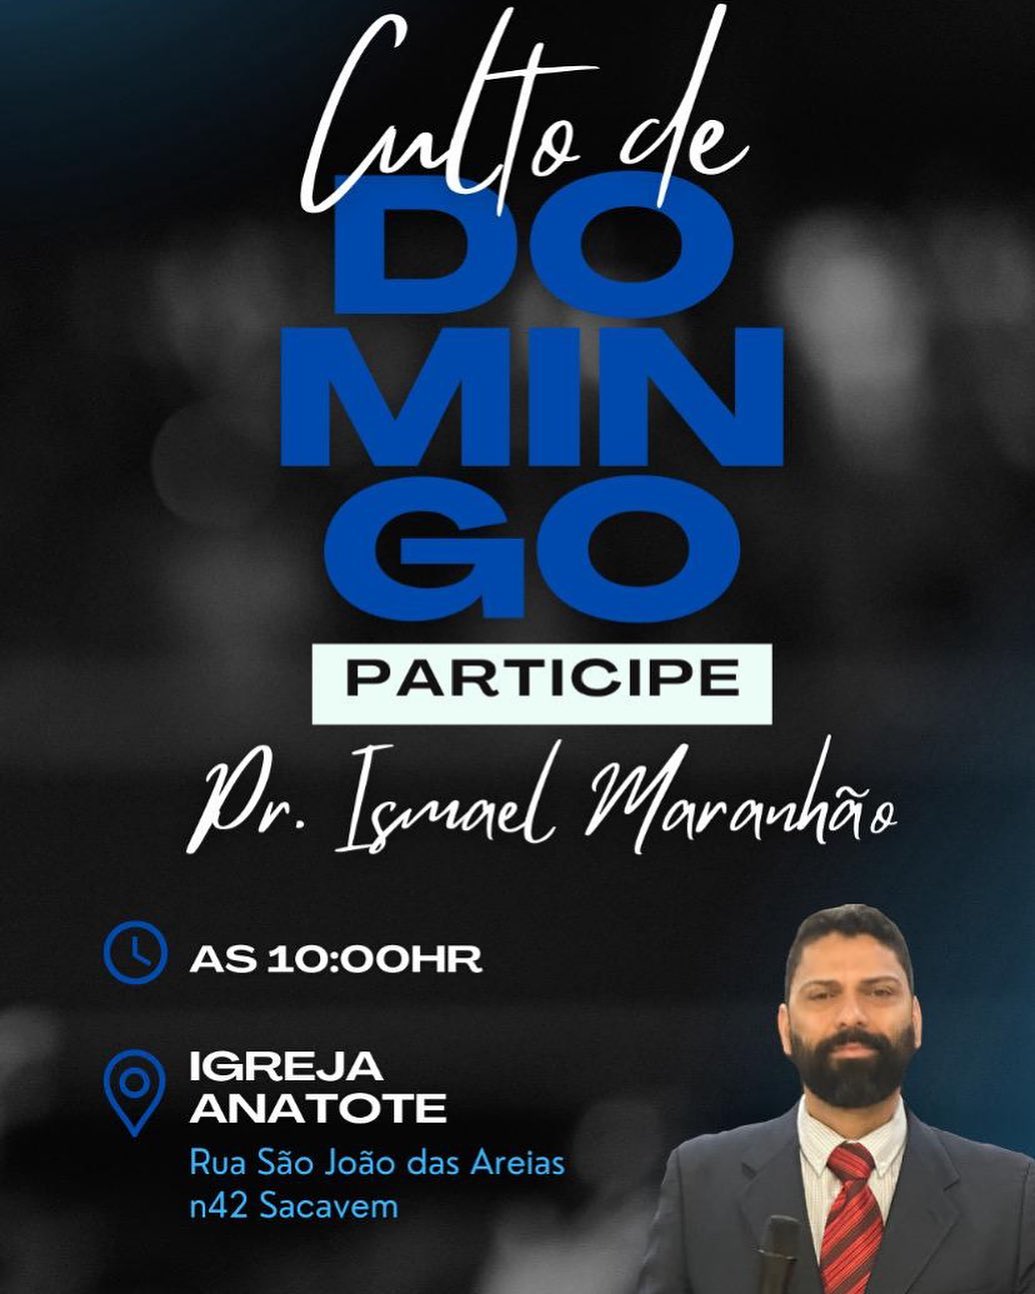 Culto de
DO
MIN
GO
PARTICIPE
Pr. Ismael Maranhão
AS 10:00HR
IGREJA
ANATOTE
Rua São João das Areias
n42 Sacavem